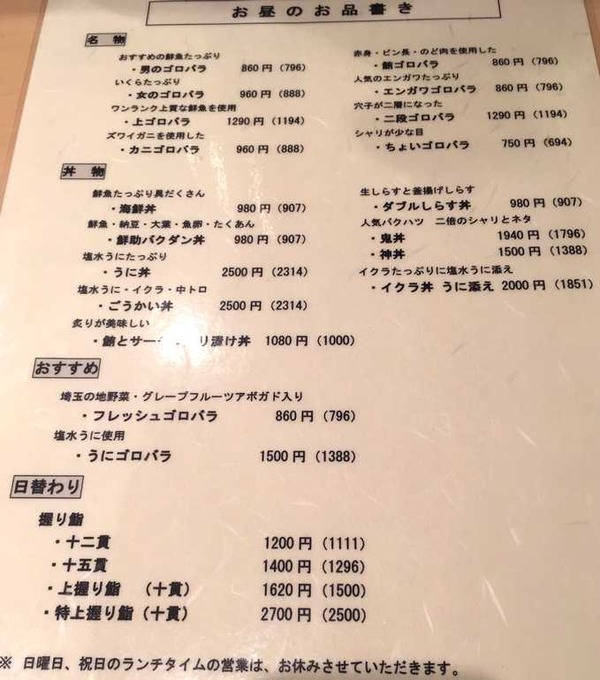 お昼のお品書き
名 物
おすすめの鮮魚たっぷり
・男のゴロバラ 860円(796)
いくらたっぷり
・女のゴロバラ 960円(888)
ワンランク上質な鮮魚を使用
・上ゴロバラ 1290円(1194)
ズワイガニを使用した
・カニゴロバラ 960円(888)
赤身・ビン長・のど肉を使用した
・鮪ゴロバラ 860円(796)
人気のエンガワたっぷり
・エンガワゴロバラ 860円(796)
穴子が二層になった
・二段ゴロバラ 1290円(1194)
シャリが少な目
・ちょいゴロバラ 750円(694)
丼 物
鮮魚たっぷり具だくさん
・海鮮丼 980円(907)
鮮魚・納豆・大葉・魚卵・たくあん
・鮮助バクダン丼 980円(907)
塩水うにたっぷり
・うに丼 2500円(2314)
塩水うに・イクラ・中トロ
・ごうかい丼 2500円(2314)
炙りが美味しい
・鮪とサー り漬け丼 1080円(1000)
生しらすと釜揚げしらす
・ダブルしらす丼 980円(907)
人気バクハツ 二倍のシャリとネタ
・鬼丼 1940円(1796)
・神丼 1500円(1388)
イクラたっぷりに塩水うに添え
・イクラ丼 うに添え 2000円(1851)
おすすめ
埼玉の地野菜・グレープフルーツアボガド入り
・フレッシュゴロバラ 860円(796)
塩水うに使用
・うにゴロバラ 1500円(1388)
日替わり
握り鮨
・十二貫 1200円(1111)
・十五貫 1400円(1296)
・上握り鮨 (十貫) 1620円(1500)
・特上握り鮨(十貫) 2700円(2500)
※ 日曜日、祝日のランチタイムの営業は、お休みさせていただきます。